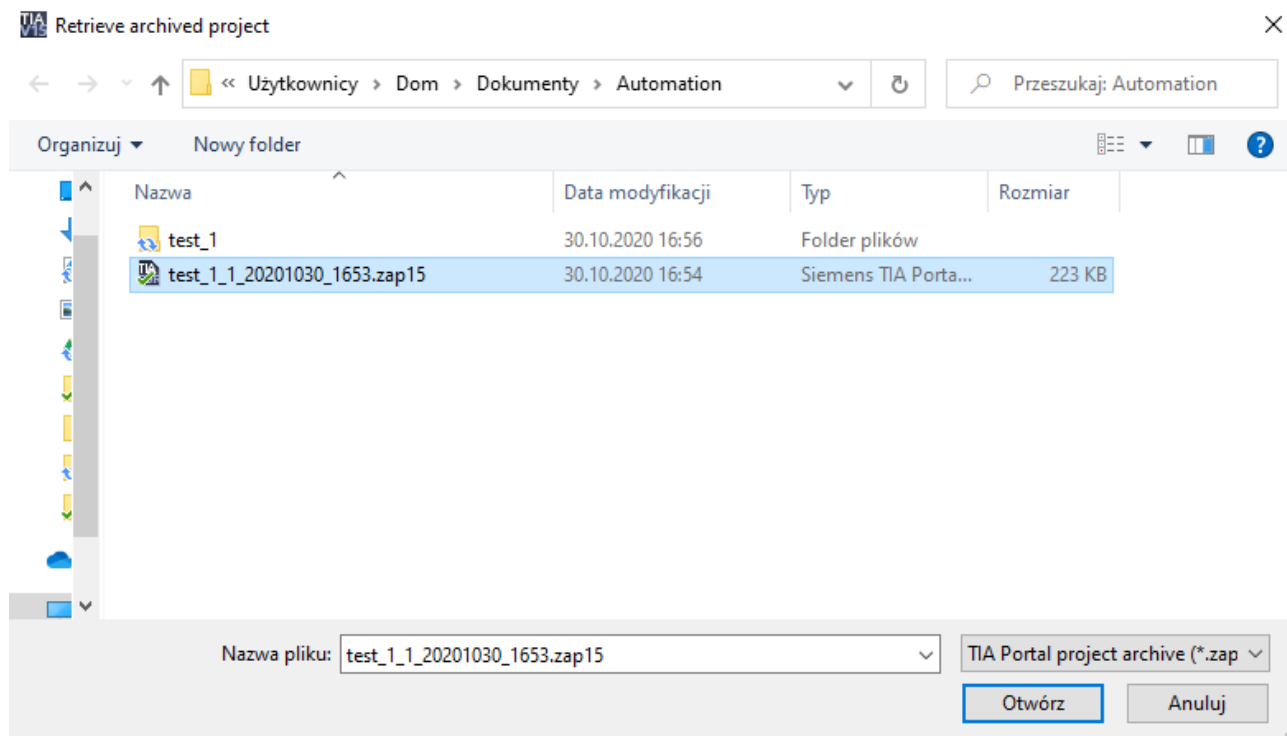 TIA V15 Retrieve archived project
« Użytkownicy > Dom > Dokumenty > Automation Przeszukaj: Automation
Organizuj Nowy folder
Nazwa Data modyfikacji Typ Rozmiar
test_1 30.10.2020 16:56 Folder plików
test_1_1_20201030_1653.zap15 30.10.2020 16:54 Siemens TIA Porta... 223 KB
Nazwa pliku: test_1_1_20201030_1653.zap15 TIA Portal project archive (*.zap
Otwórz Anuluj